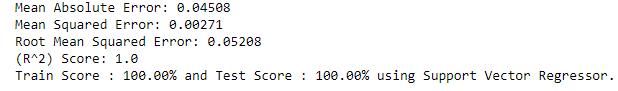 Mean Absolute Error: 0.04508
Mean Squared Error: 0.00271
Root Mean Squared Error: 0.05208
(R^2) Score: 1.0
Train Score : 100.00% and Test Score : 100.00% using Support Vector Regressor.